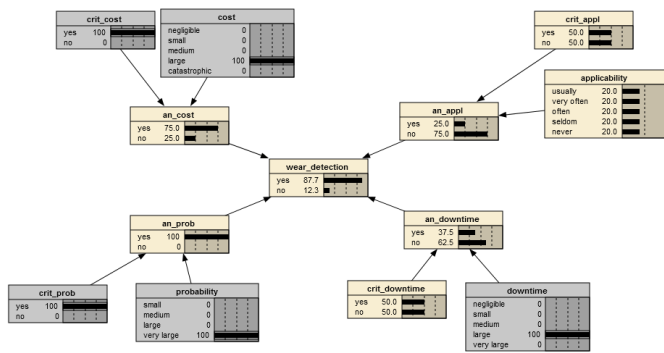 crit_cost
yes 100
no 0
cost
negligible 0
small 0
medium 0
large 100
catastrophic 0
crit_appl
yes 50.0
no 50.0
applicability
usually 20.0
very often 20.0
often 20.0
seldom 20.0
never 20.0
an_cost
yes 75.0
no 25.0
an_appl
yes 25.0
no 75.0
wear_detection
yes 87.7
no 12.3
an_prob
yes 100
no 0
an_downtime
yes 37.5
no 62.5
crit_prob
yes 100
no 0
probability
small 0
medium 0
large 0
very large 100
crit_downtime
yes 50.0
no 50.0
downtime
negligible 0
small 0
medium 0
large 100
catastrophic 0